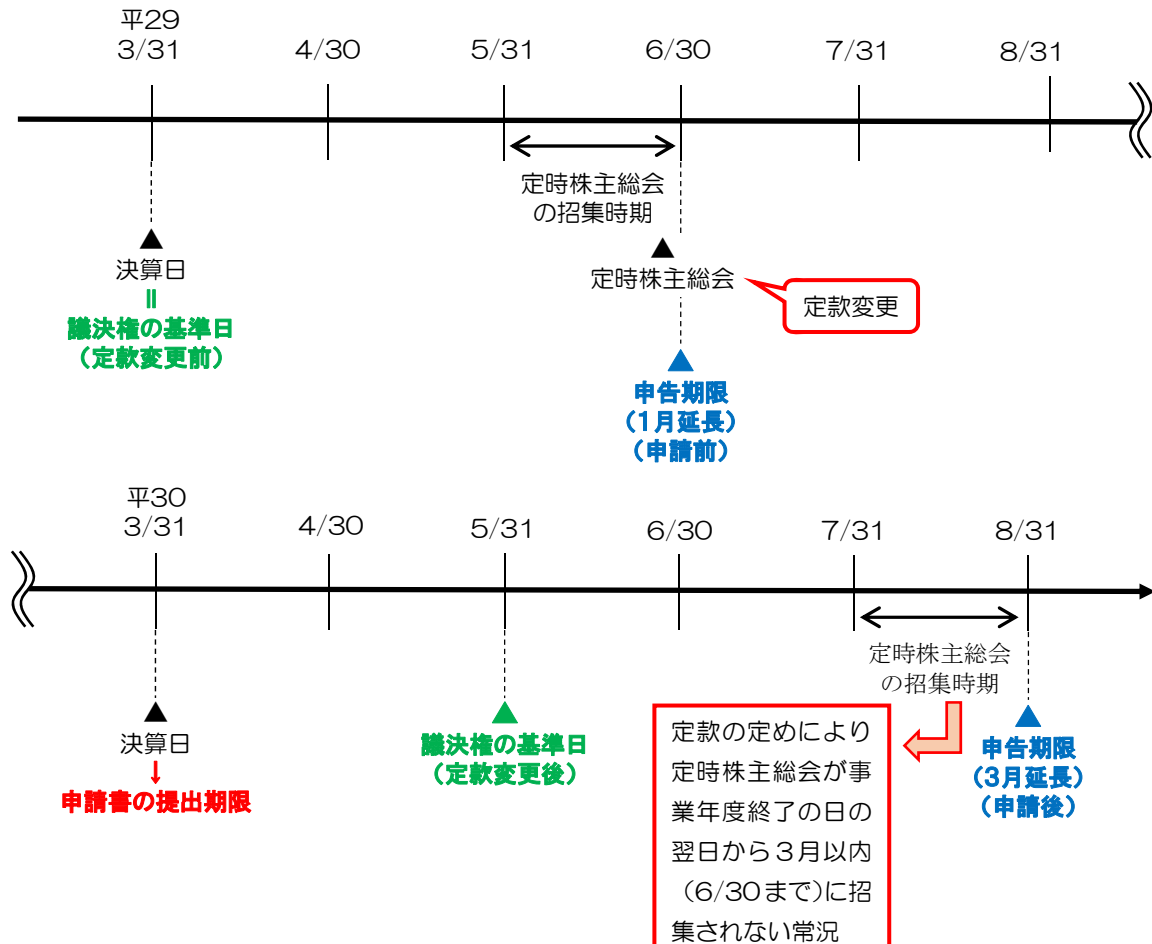 平29
3/31
4/30
5/31
6/30
7/31
8/31
定時株主総会
の招集時期
決算日
॥
議決権の基準日
（定款変更前）
定時株主総会
定款変更
申告期限
（1月延長）
（申請前）
平30
3/31
4/30
5/31
6/30
7/31
8/31
定時株主総会
の招集時期
決算日
↓
申請書の提出期限
議決権の基準日
（定款変更後）
定款の定めにより
定時株主総会が事
業年度終了の日の
翌日から３月以内
（6/30まで）に招
集されない常況
申告期限
（3月延長）
（申請後）